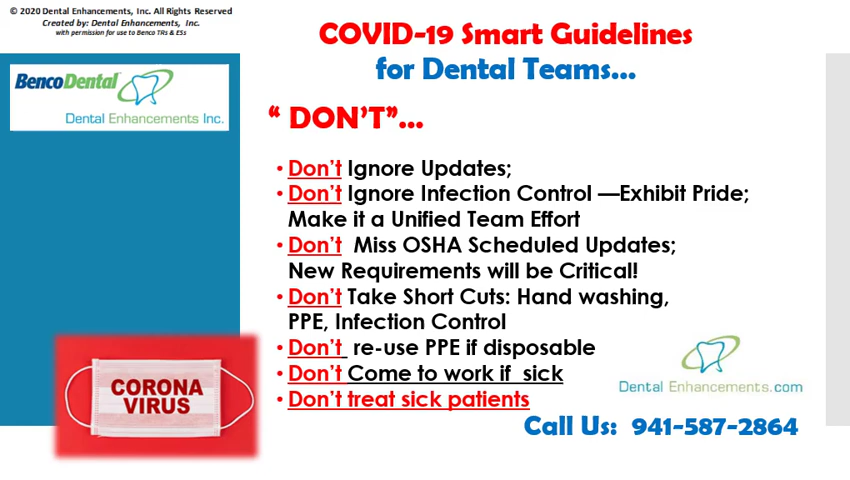 © 2020 Dental Enhancements, Inc. All Rights Reserved
Created by: Dental Enhancements, Inc.
with permission for use to Benco TRs & ESs
BencoDental
Dental Enhancements Inc.
COVID-19 Smart Guidelines
for Dental Teams...
“ DON’T”...
• Don’t Ignore Updates;
• Don’t Ignore Infection Control —Exhibit Pride;
Make it a Unified Team Effort
• Don’t Miss OSHA Scheduled Updates;
New Requirements will be Critical!
• Don’t Take Short Cuts: Hand washing,
PPE, Infection Control
• Don’t re-use PPE if disposable
• Don’t Come to work if sick
• Don’t treat sick patients
CORONA
VIRUS
Dental Enhancements.com
Call Us: 941-587-2864